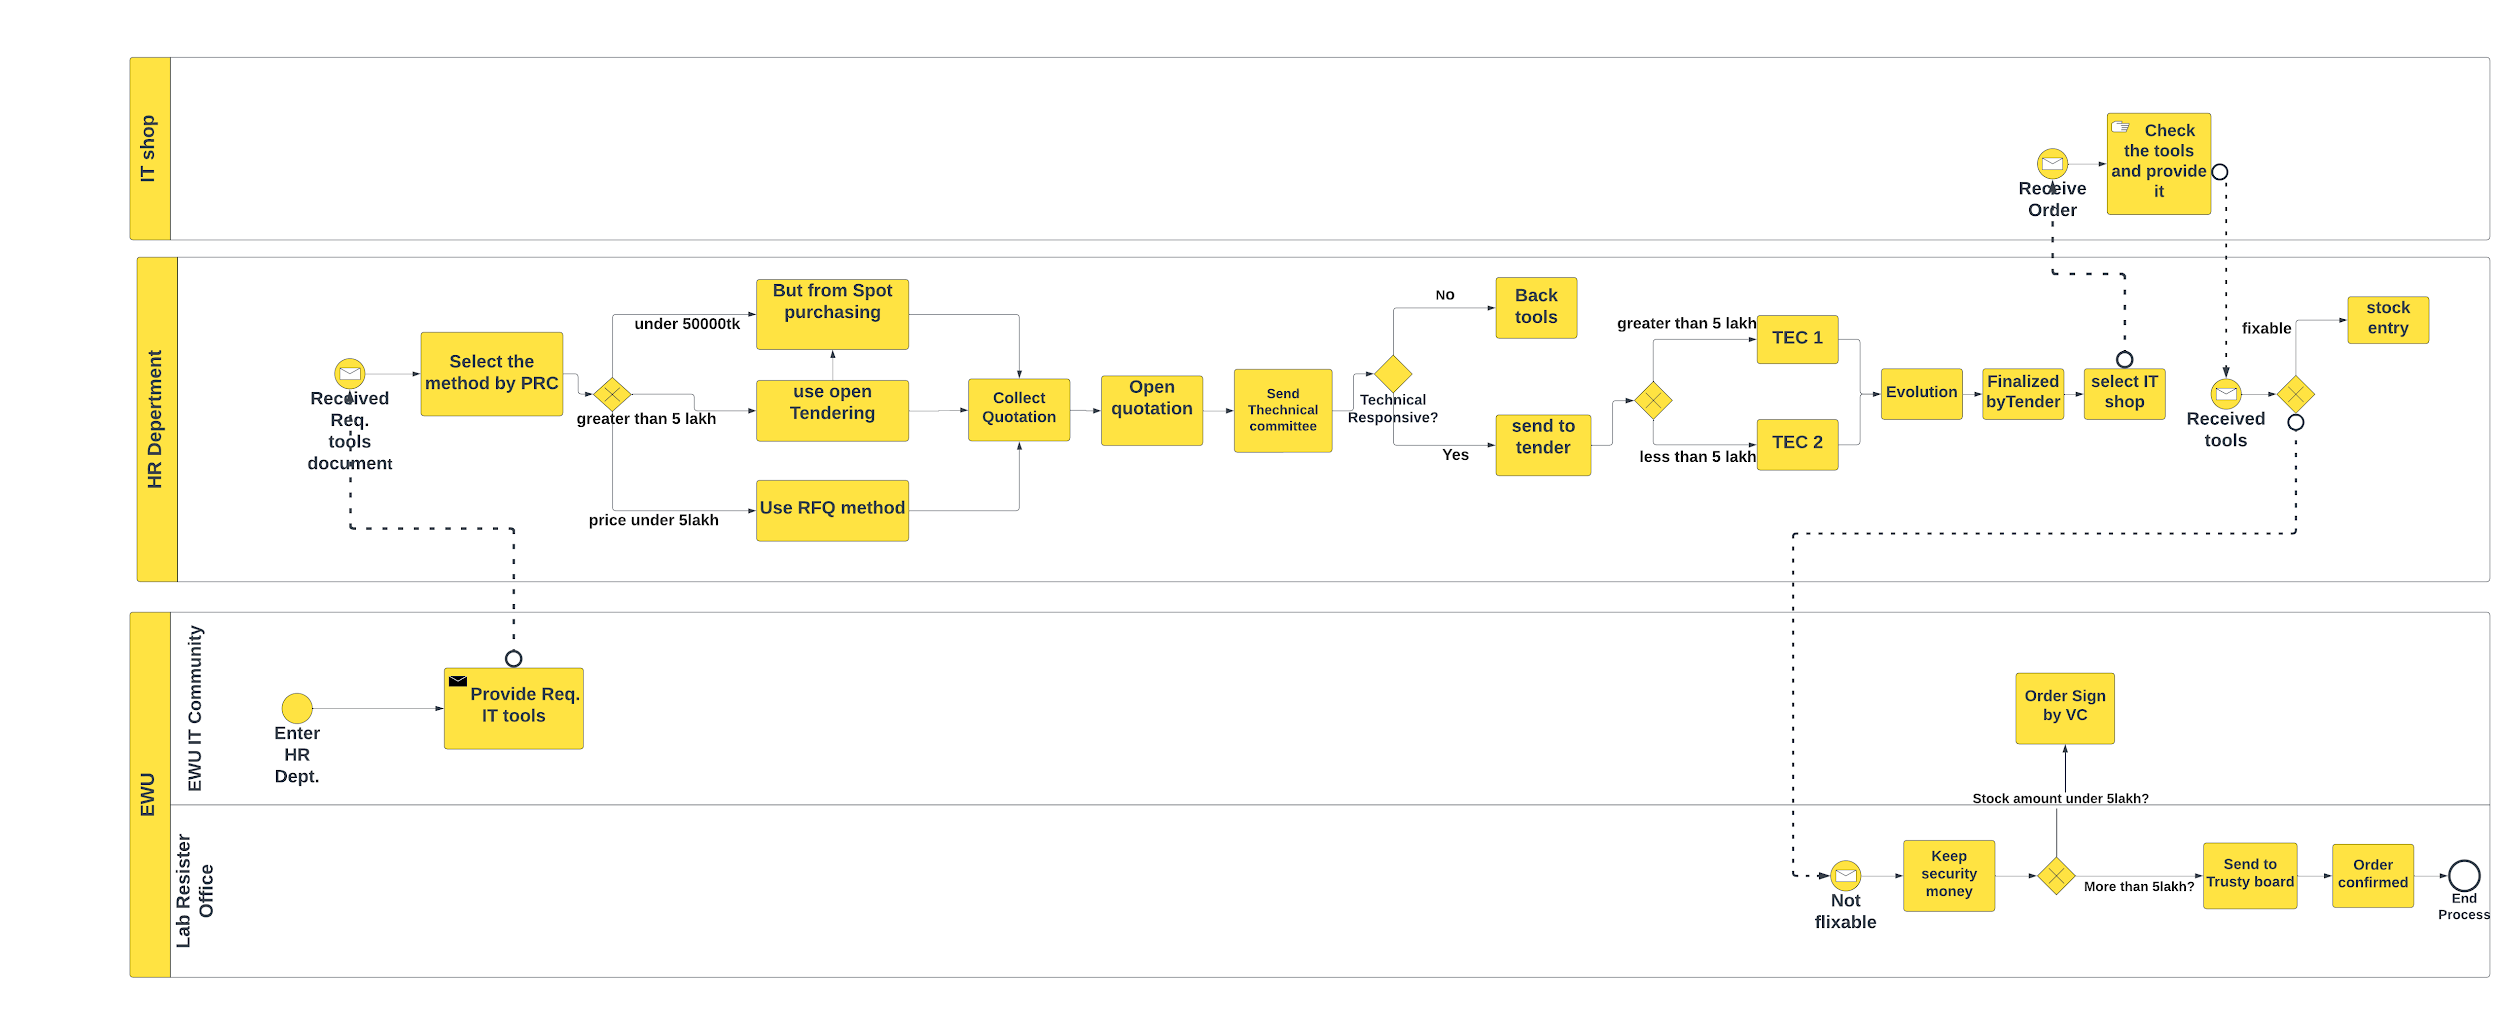 IT shop
Check
the tools
and provide
it
Receive
Order
HR Depertment
Received
Req.
tools
document
Select the
method by PRC
under 50000tk
greater than 5 lakh
price under 5lakh
But from Spot
purchasing
use open
Tendering
Use RFQ method
Collect
Quotation
Open
quotation
Send
Thechnical
committee
Technical
Responsive?
No
Yes
Back
tools
send to
tender
greater than 5 lakh
less than 5 lakh
TEC 1
TEC 2
Evolution
Finalized
byTender
select IT
shop
Received
tools
fixable
stock
entry
EWU
EWU IT Community
Enter
HR
Dept.
Provide Req.
IT tools
Order Sign
by VC
Stock amount under 5lakh?
Lab Resister
Office
Not
flixable
Keep
security
money
More than 5lakh?
Send to
Trusty board
Order
confirmed
End
Process